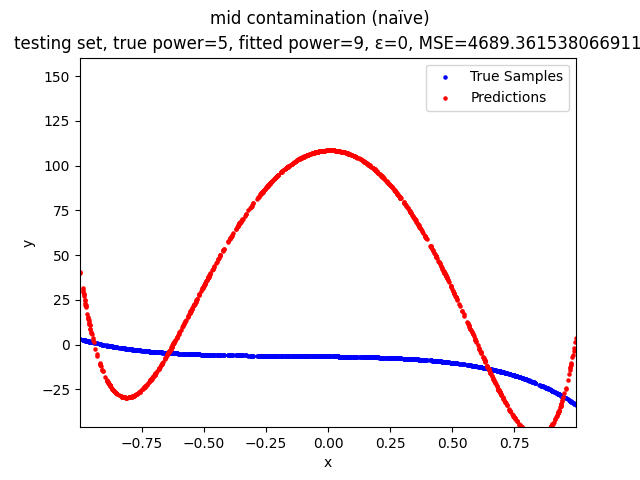 mid contamination (naïve)
testing set, true power=5, fitted power=9, ε=0, MSE=4689.361538066911
True Samples
Predictions
150
125
100
75
50
25
0
−25
y
−0.75
−0.50
−0.25
0.00
0.25
0.50
0.75
x